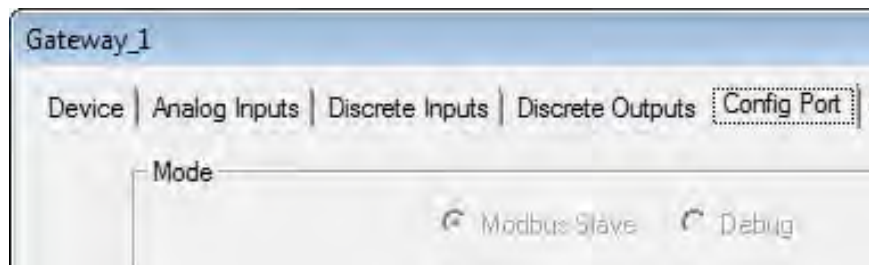 Gateway_1
Device Analog Inputs Discrete Inputs Discrete Outputs Config Port
Mode
Modbus Slave Debug